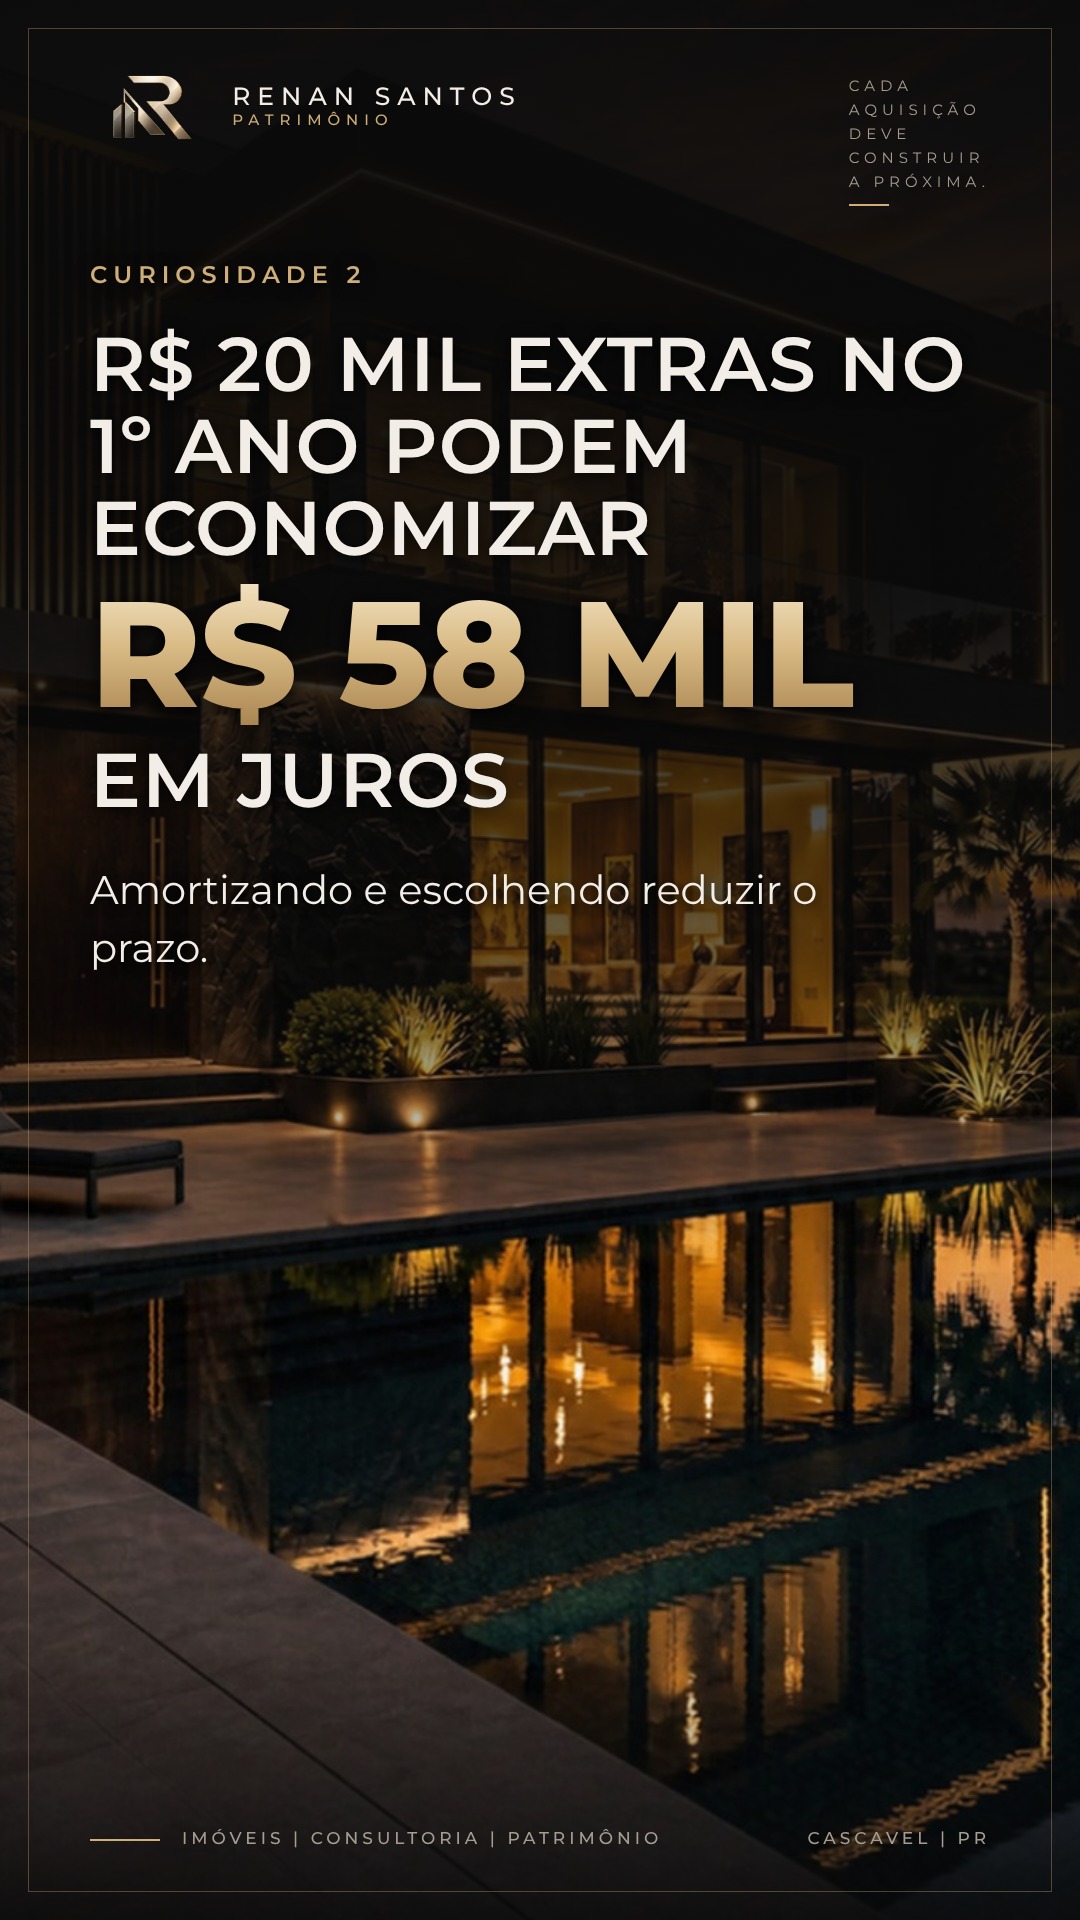 RENAN SANTOS
PATRIMÔNIO
CADA
AQUISIÇÃO
DEVE
CONSTRUIR
A PRÓXIMA.
CURIOSIDADE 2
R$ 20 MIL EXTRAS NO
1º ANO PODEM
ECONOMIZAR
R$ 58 MIL
EM JUROS
Amortizando e escolhendo reduzir o
prazo.
IMÓVEIS | CONSULTORIA | PATRIMÔNIO
CASCAVEL | PR